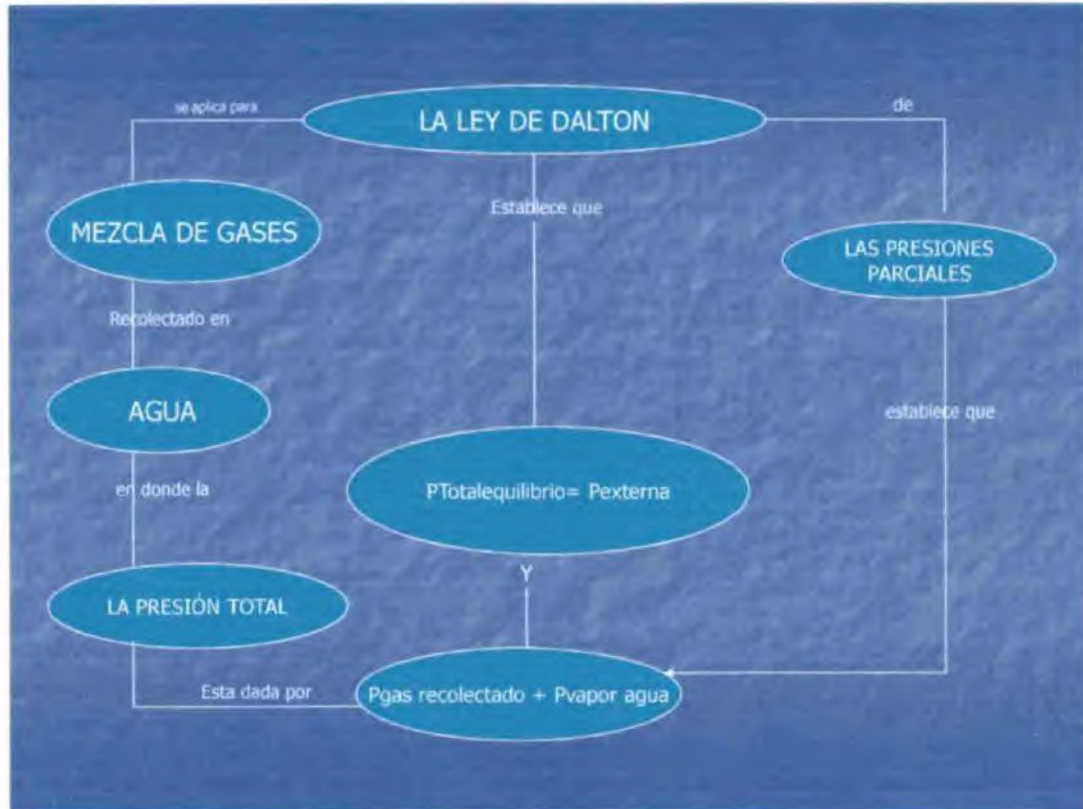 se aplica para
LA LEY DE DALTON
de
MEZCLA DE GASES
Establece que
LAS PRESIONES
PARCIALES
Recolectado en
AGUA
establece que
en donde la
PTotalequilibrio= Pexterna
Y
LA PRESIÓN TOTAL
Esta dada por
Pgas recolectado + Pvapor agua